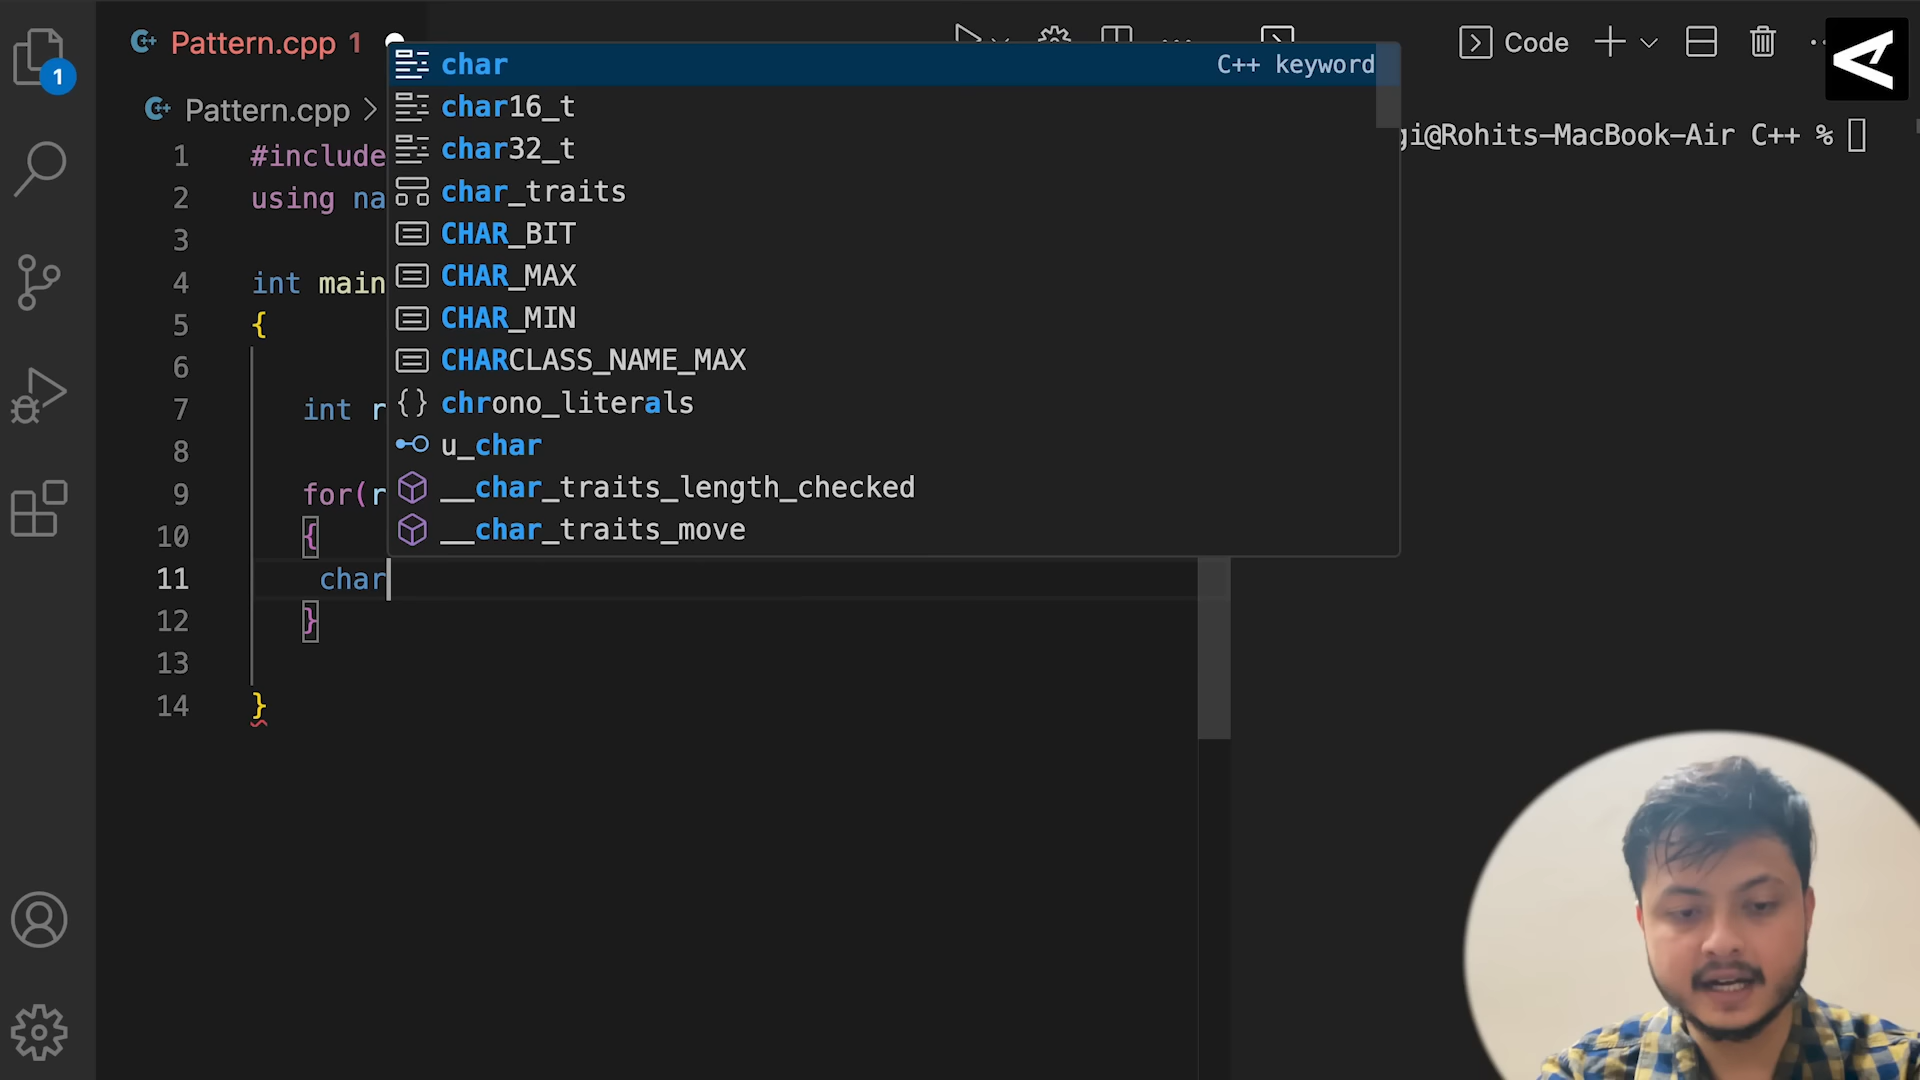 Pattern.cpp 1
Code
1
Pattern.cpp >
gi@Rohits-MacBook-Air C++ %
char C++ keyword
char16_t
char32_t
char_traits
CHAR_BIT
CHAR_MAX
CHAR_MIN
CHARCLASS_NAME_MAX
chrono_literals
u_char
__char_traits_length_checked
__char_traits_move
1 #include
2 using na
3
4 int main
5 {
6
7 int r
8
9 for(r
10 {
11 char
12 }
13
14 }